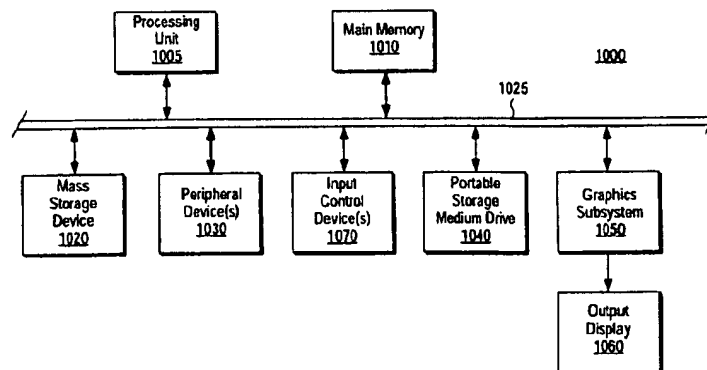 Processing
Unit
1005
Main Memory
1010
1000
1025
Mass
Storage
Device
1020
Peripheral
Device(s)
1030
Input
Control
Device(s)
1070
Portable
Storage
Medium Drive
1040
Graphics
Subsystem
1050
Output
Display
1060